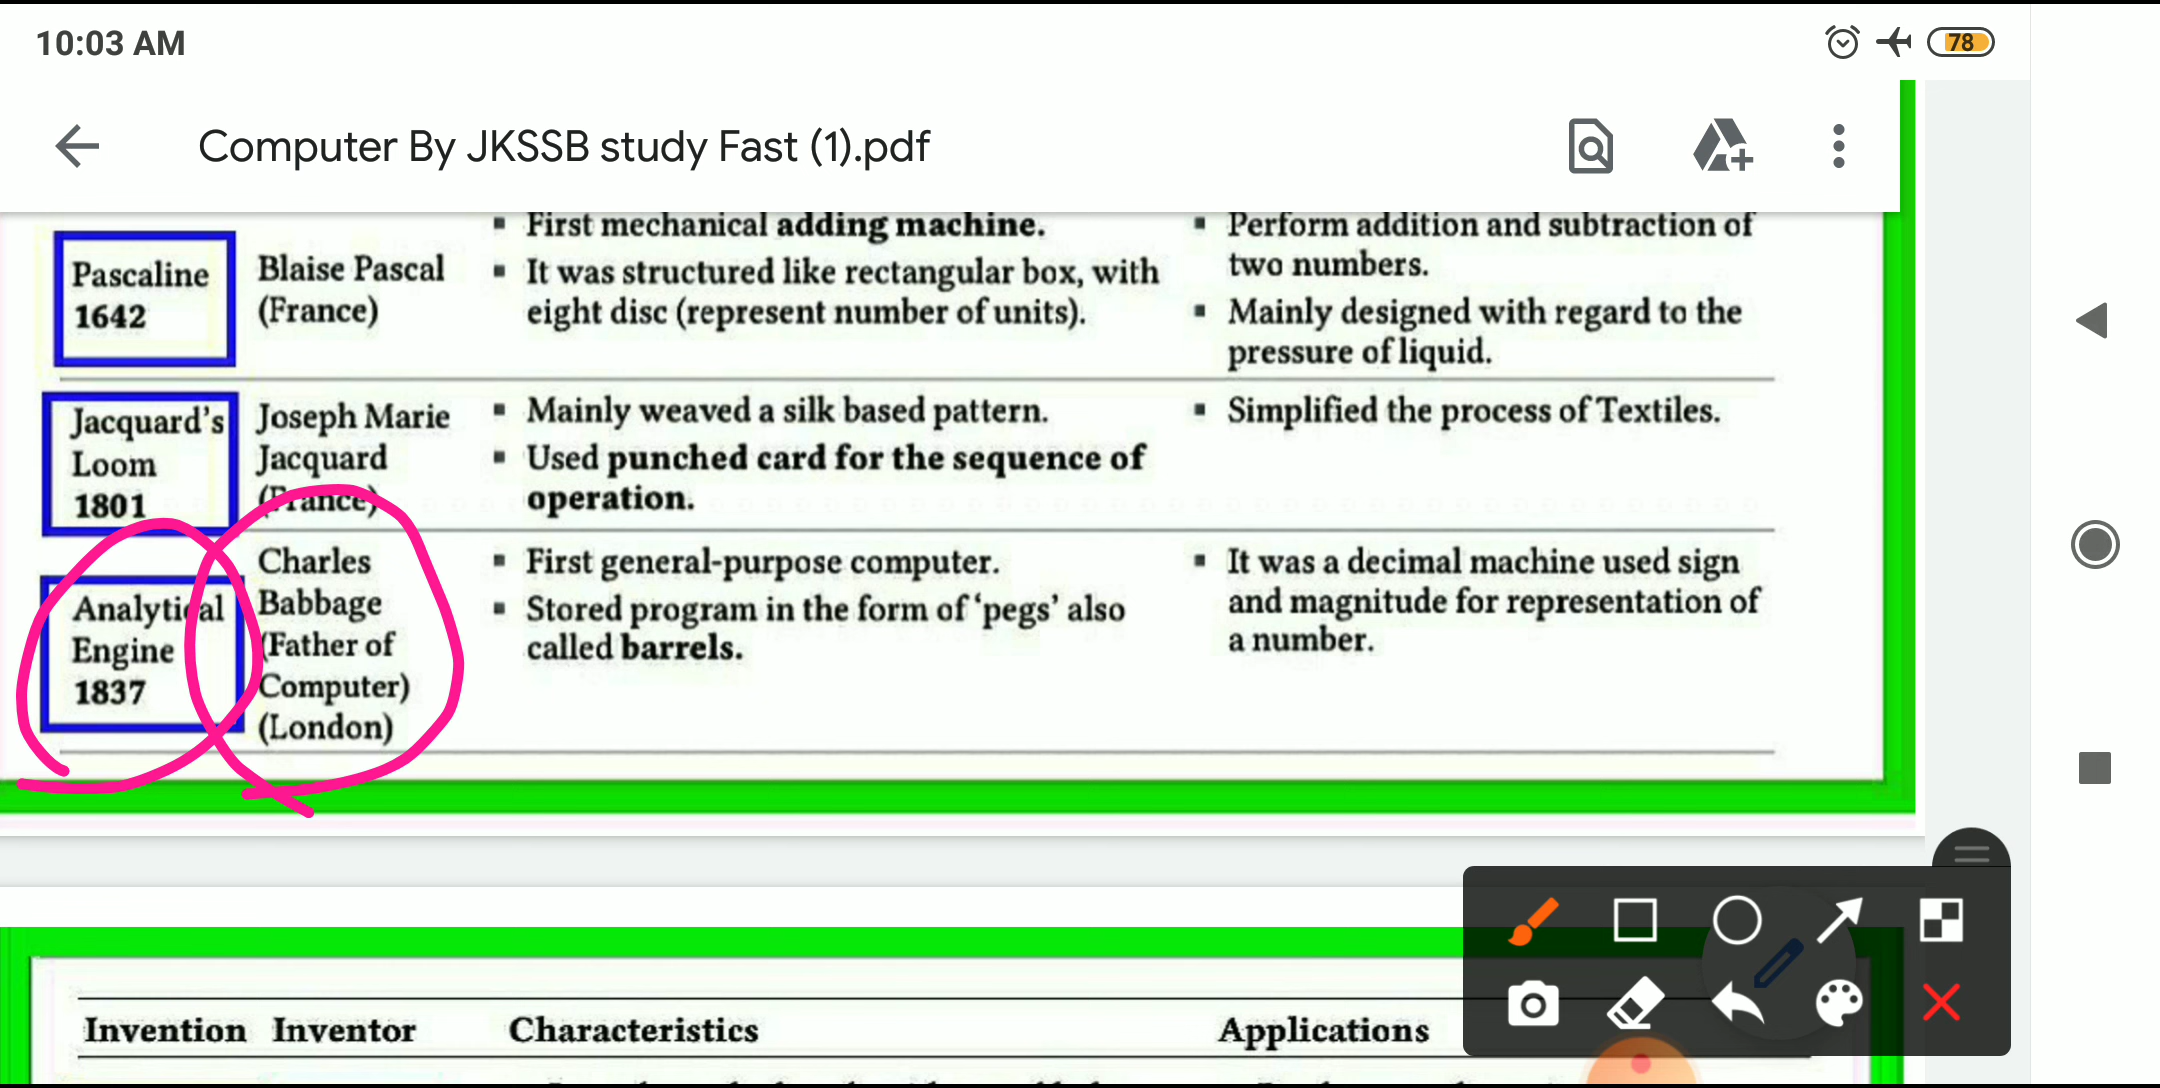 10:03 AM
78
Computer By JKSSB study Fast (1).pdf
Pascaline
1642
Blaise Pascal
(France)
▪ First mechanical adding machine.
▪ It was structured like rectangular box, with
eight disc (represent number of units).
▪ Perform addition and subtraction of
two numbers.
▪ Mainly designed with regard to the
pressure of liquid.
Jacquard's
Loom
1801
Joseph Marie
Jacquard
(France)
▪ Mainly weaved a silk based pattern.
▪ Used punched card for the sequence of
operation.
▪ Simplified the process of Textiles.
Analytical
Engine
1837
Charles
Babbage
(Father of
Computer)
(London)
▪ First general-purpose computer.
▪ Stored program in the form of ‘pegs’ also
called barrels.
▪ It was a decimal machine used sign
and magnitude for representation of
a number.
Invention Inventor Characteristics Applications